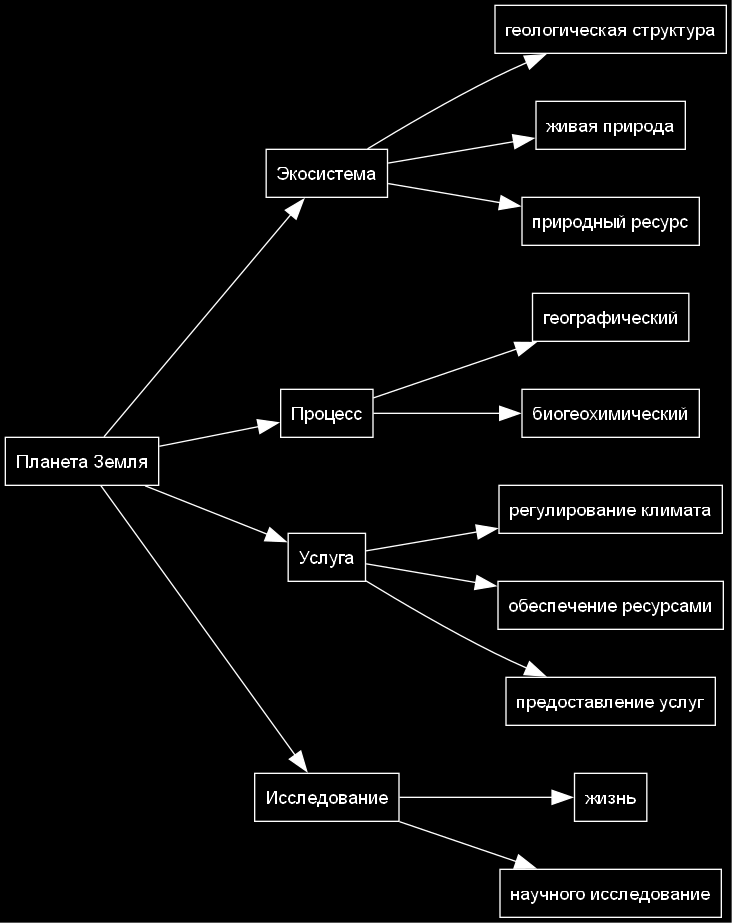 геологическая структура
живая природа
Экосистема
природный ресурс
географический
Процесс
биогеохимический
Планета Земля
регулирование климата
Услуга
обеспечение ресурсами
предоставление услуг
Исследование
жизнь
научного исследование